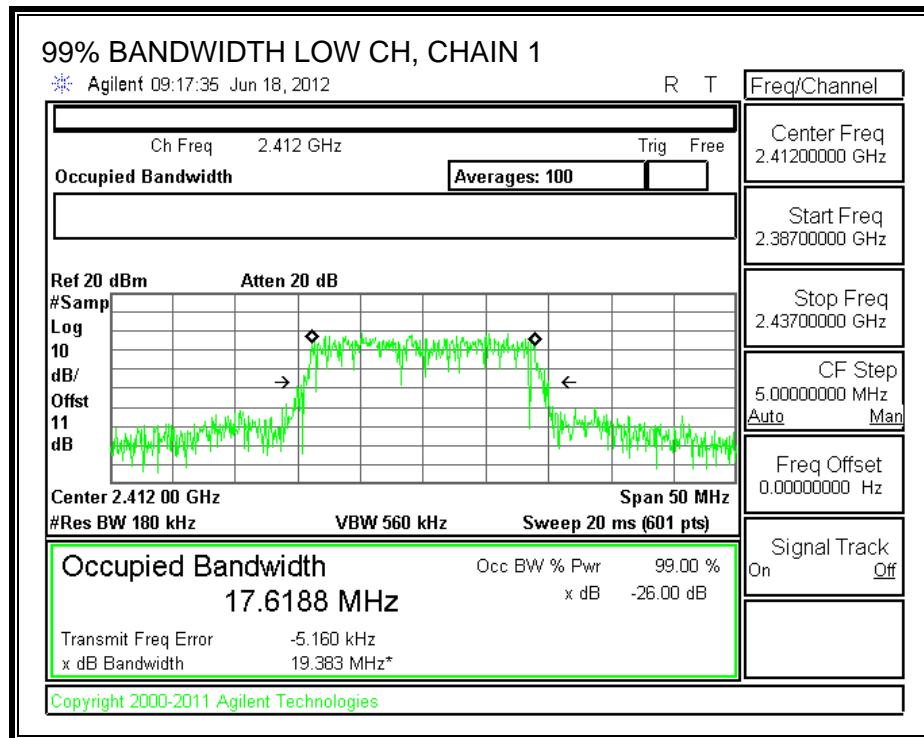 99% BANDWIDTH LOW CH, CHAIN 1
Agilent 09:17:35 Jun 18, 2012 R T
Ch Freq 2.412 GHz Trig Free
Occupied Bandwidth Averages: 100
Ref 20 dBm Atten 20 dB
#Samp
Log
10
dB/
Offst
11
dB
Center 2.412 00 GHz Span 50 MHz
#Res BW 180 kHz VBW 560 kHz Sweep 20 ms (601 pts)
Occupied Bandwidth Occ BW % Pwr 99.00 %
17.6188 MHz x dB -26.00 dB
Transmit Freq Error -5.160 kHz
x dB Bandwidth 19.383 MHz*
Copyright 2000-2011 Agilent Technologies
Freq/Channel
Center Freq
2.41200000 GHz
Start Freq
2.38700000 GHz
Stop Freq
2.43700000 GHz
CF Step
5.00000000 MHz
Auto Man
Freq Offset
0.00000000 Hz
Signal Track
On Off